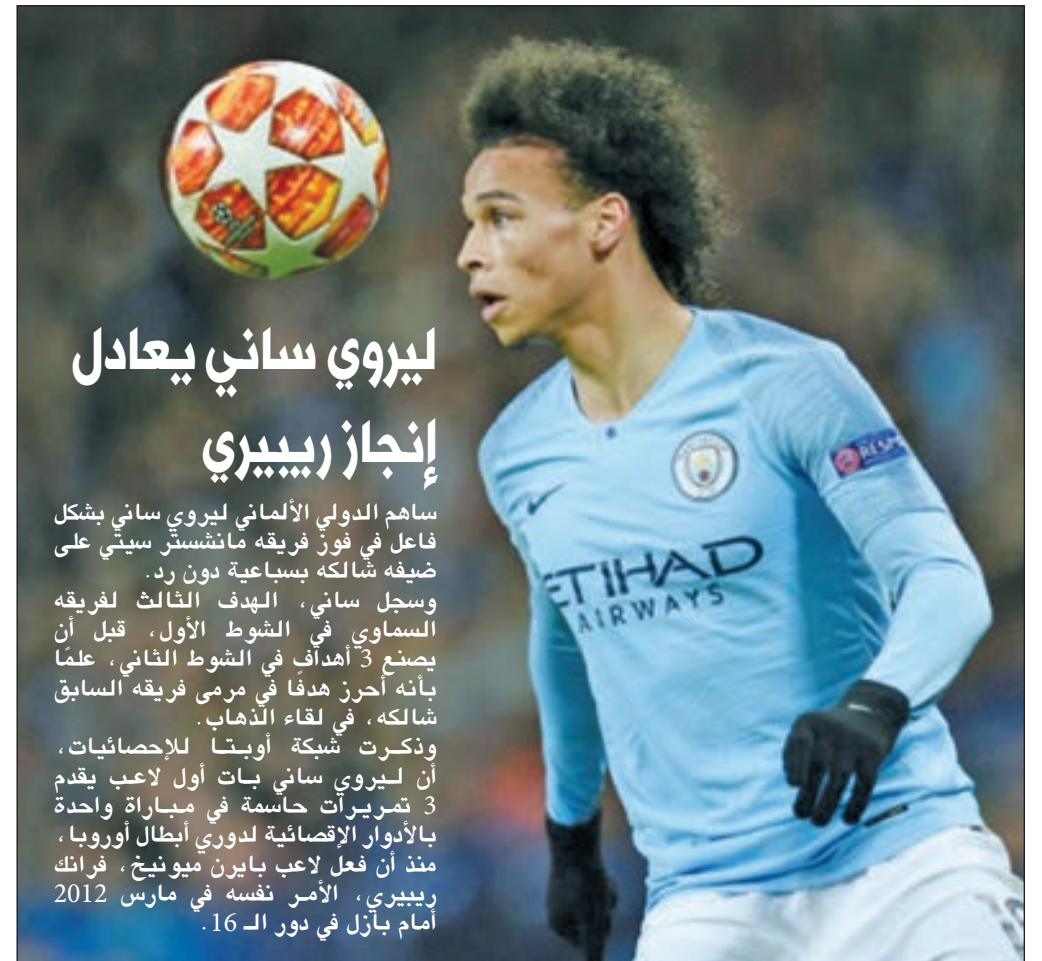 ليروي ساني يعادل
إنجاز ريبيري
ساهم الدولي الألماني ليروي ساني بشكل
فاعل في فوز فريقه مانشستر سيتي على
ضيفه شالكه بسباعية دون رد.
وسجل ساني، الهدف الثالث لفريقه
السماوي في الشوط الأول، قبل أن
يصنع 3 أهداف في الشوط الثاني، علمًا
بأنه أحرز هدفًا في مرمى فريقه السابق
شالكه، في لقاء الذهاب.
وذكرت شبكة أوبتا للإحصائيات،
أن ليروي ساني بات أول لاعب يقدم
3 تمريرات حاسمة في مباراة واحدة
بالأدوار الإقصائية لدوري أبطال أوروبا،
منذ أن فعل لاعب بايرن ميونيخ، فرانك
ريبيري، الأمر نفسه في مارس 2012
أمام بازل في دور الـ 16.
RESP
ETIHAD
AIRWAYS